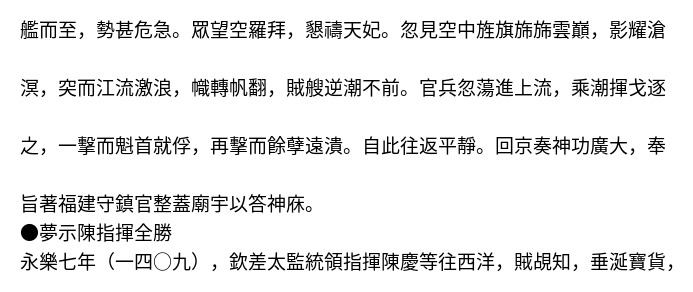 艦而至，勢甚危急。眾望空羅拜，懇禱天妃。忽見空中旌旗旆旆雲巔，影耀滄
溟，突而江流激浪，幟轉帆翻，賊艘逆潮不前。官兵忽蕩進上流，乘潮揮戈逐
之，一擊而魁首就俘，再擊而餘孽遠潰。自此往返平靜。回京奏神功廣大，奉
旨著福建守鎮官整蓋廟宇以答神庥。
●夢示陳指揮全勝
永樂七年（一四〇九），欽差太監統領指揮陳慶等往西洋，賊覘知，垂涎寶貨，